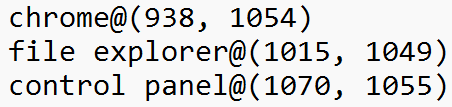 chrome@(938, 1054)
file explorer@(1015, 1049)
control panel@(1070, 1055)